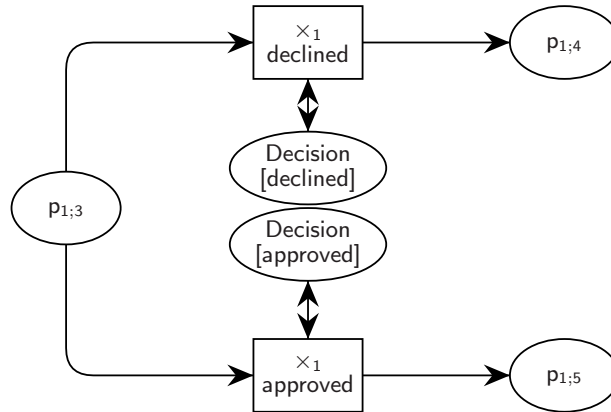 ×₁
declined
p₁;₄
Decision
[declined]
p₁;₃
Decision
[approved]
×₁
approved
p₁;₅